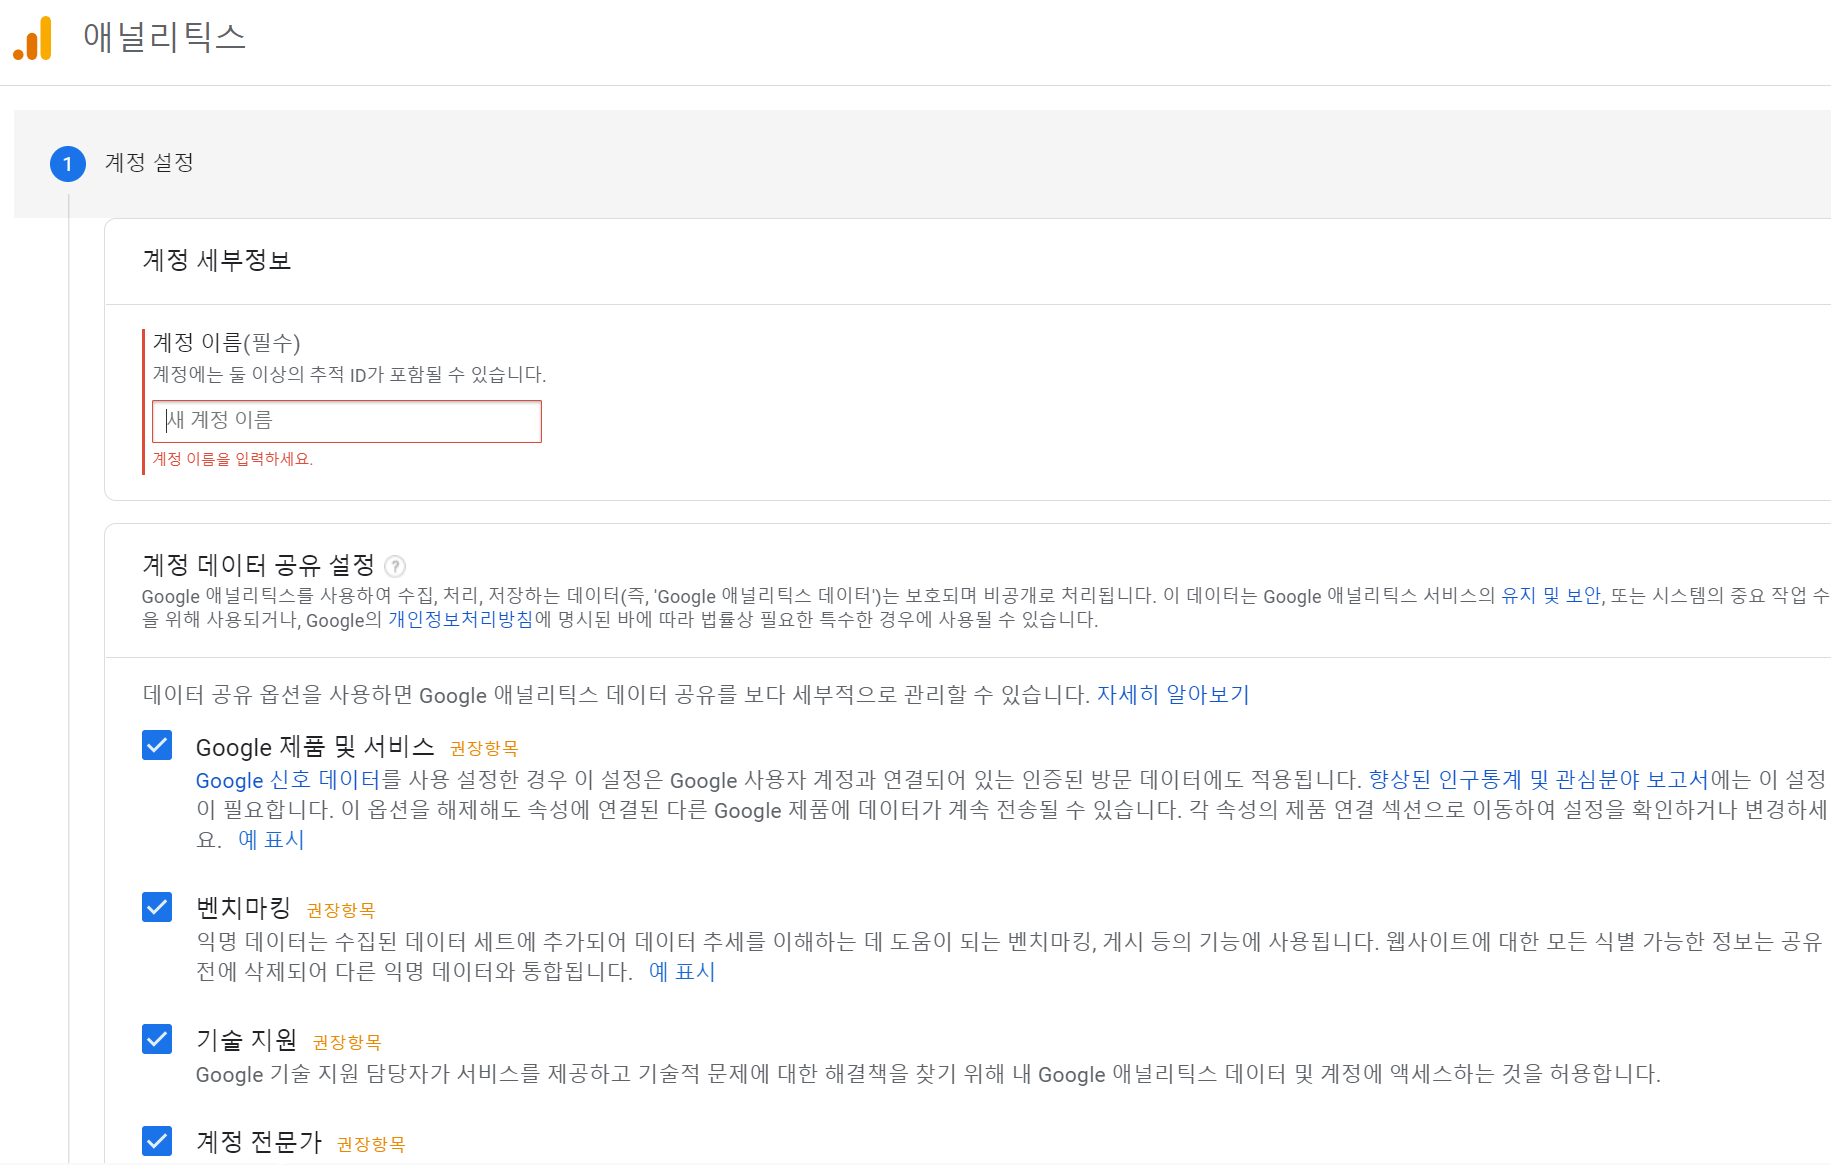 애널리틱스
1 계정 설정
계정 세부정보
계정 이름(필수)
계정에는 둘 이상의 추적 ID가 포함될 수 있습니다.
새 계정 이름
계정 이름을 입력하세요.
계정 데이터 공유 설정 ?
Google 애널리틱스를 사용하여 수집, 처리, 저장하는 데이터(즉, 'Google 애널리틱스 데이터')는 보호되며 비공개로 처리됩니다. 이 데이터는 Google 애널리틱스 서비스의 유지 및 보안, 또는 시스템의 중요 작업 수
을 위해 사용되거나, Google의 개인정보처리방침에 명시된 바에 따라 법률상 필요한 특수한 경우에 사용될 수 있습니다.
데이터 공유 옵션을 사용하면 Google 애널리틱스 데이터 공유를 보다 세부적으로 관리할 수 있습니다. 자세히 알아보기
Google 제품 및 서비스 권장항목
Google 신호 데이터를 사용 설정한 경우 이 설정은 Google 사용자 계정과 연결되어 있는 인증된 방문 데이터에도 적용됩니다. 향상된 인구통계 및 관심분야 보고서에는 이 설정
이 필요합니다. 이 옵션을 해제해도 속성에 연결된 다른 Google 제품에 데이터가 계속 전송될 수 있습니다. 각 속성의 제품 연결 섹션으로 이동하여 설정을 확인하거나 변경하세
요. 예 표시
벤치마킹 권장항목
익명 데이터는 수집된 데이터 세트에 추가되어 데이터 추세를 이해하는 데 도움이 되는 벤치마킹, 게시 등의 기능에 사용됩니다. 웹사이트에 대한 모든 식별 가능한 정보는 공유
전에 삭제되어 다른 익명 데이터와 통합됩니다. 예 표시
기술 지원 권장항목
Google 기술 지원 담당자가 서비스를 제공하고 기술적 문제에 대한 해결책을 찾기 위해 내 Google 애널리틱스 데이터 및 계정에 액세스하는 것을 허용합니다.
계정 전문가 권장항목